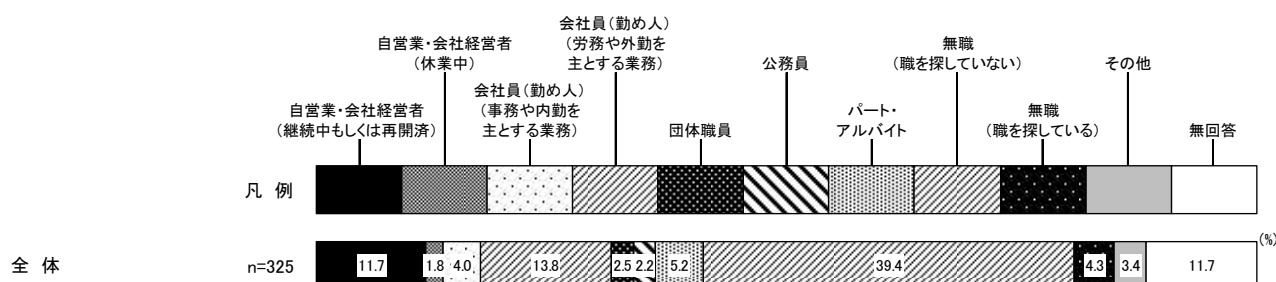 会社員（勤め人）
（労務や外勤を
主とする業務）
自営業・会社経営者
（休業中）
公務員
無職
（職を探していない）
その他
自営業・会社経営者
（継続中もしくは再開済）
会社員（勤め人）
（事務や内勤を
主とする業務）
団体職員
パート・
アルバイト
無職
（職を探している）
無回答
凡 例
(%)
全 体
n=325
11.7
1.8
4.0
13.8
2.5
2.2
5.2
39.4
4.3
3.4
11.7